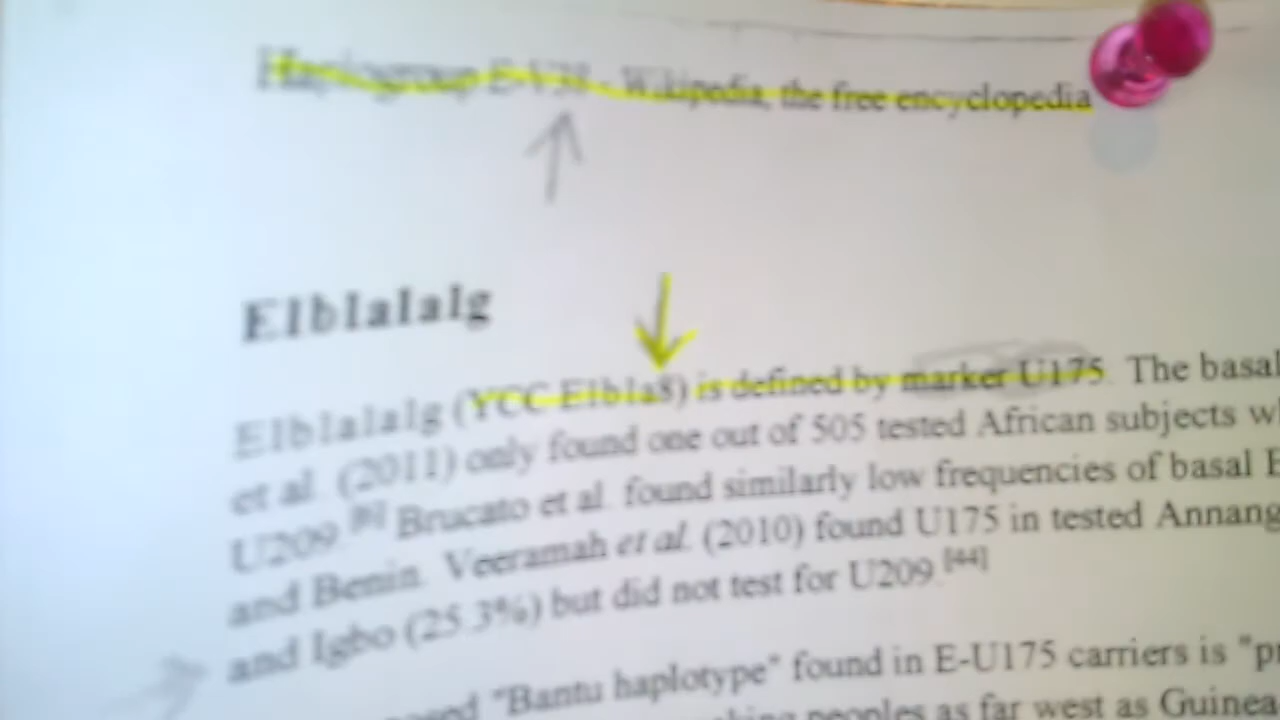 Haplogroup E-V38 - Wikipedia, the free encyclopedia
E1b1a1a1g
E1b1a1a1g (YCC E1b1a8) is defined by marker U175. The basal
et al. (2011) only found one out of 505 tested African subjects
U209. Brucato et al. found similarly low frequencies of basal E
and Benin. Veeramah et al. (2010) found U175 in tested Annang
and Igbo (25.3%) but did not test for U209.[44]
"Bantu haplotype" found in E-U175 carriers is
peoples as far west as Guinea